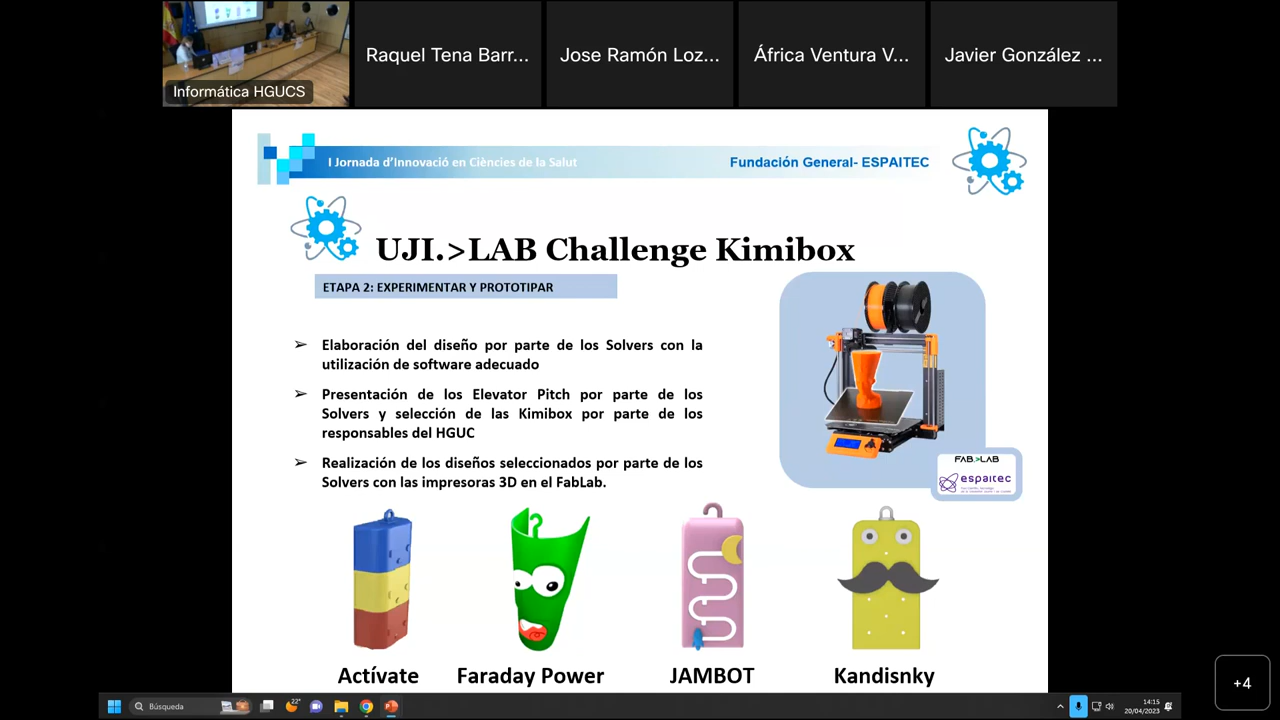 Informática HGUCS
Raquel Tena Barr...
Jose Ramón Loz...
África Ventura V...
Javier González ...
I Jornada d'Innovació en Ciències de la Salut
Fundación General- ESPAITEC
UJI.>LAB Challenge Kimibox
ETAPA 2: EXPERIMENTAR Y PROTOTIPAR
➢ Elaboración del diseño por parte de los Solvers con la
utilización de software adecuado
➢ Presentación de los Elevator Pitch por parte de los
Solvers y selección de las Kimibox por parte de los
responsables del HGUC
➢ Realización de los diseños seleccionados por parte de los
Solvers con las impresoras 3D en el FabLab.
FAB.>LAB
espaitec
Actívate
Faraday Power
JAMBOT
Kandisnky
+4
Búsqueda
22°
14:15
20/04/2023